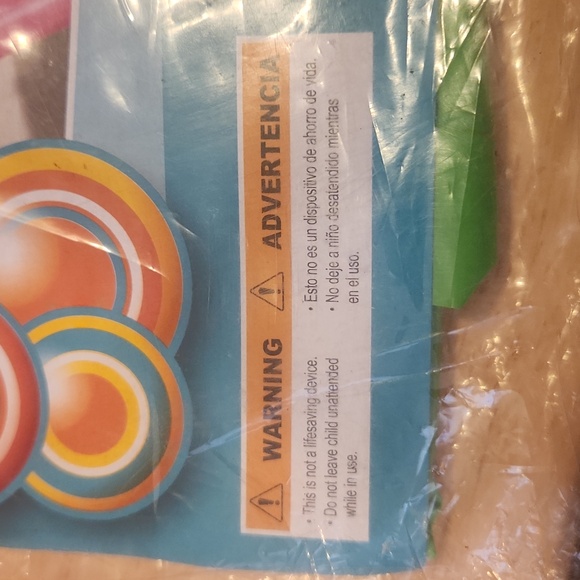 WARNING
• This is not a lifesaving device.
• Do not leave child unattended
while in use.
ADVERTENCIA
• Esto no es un dispositivo de ahorro de vida.
• No deje a niño desatendido mientras
en el uso.